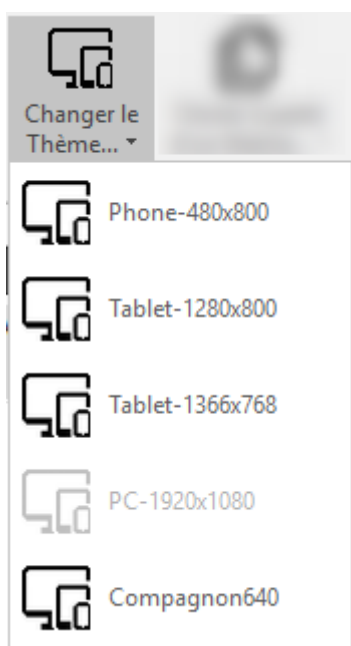 Changer le
Thème...
Phone-480x800
Tablet-1280x800
Tablet-1366x768
PC-1920x1080
Compagnon640